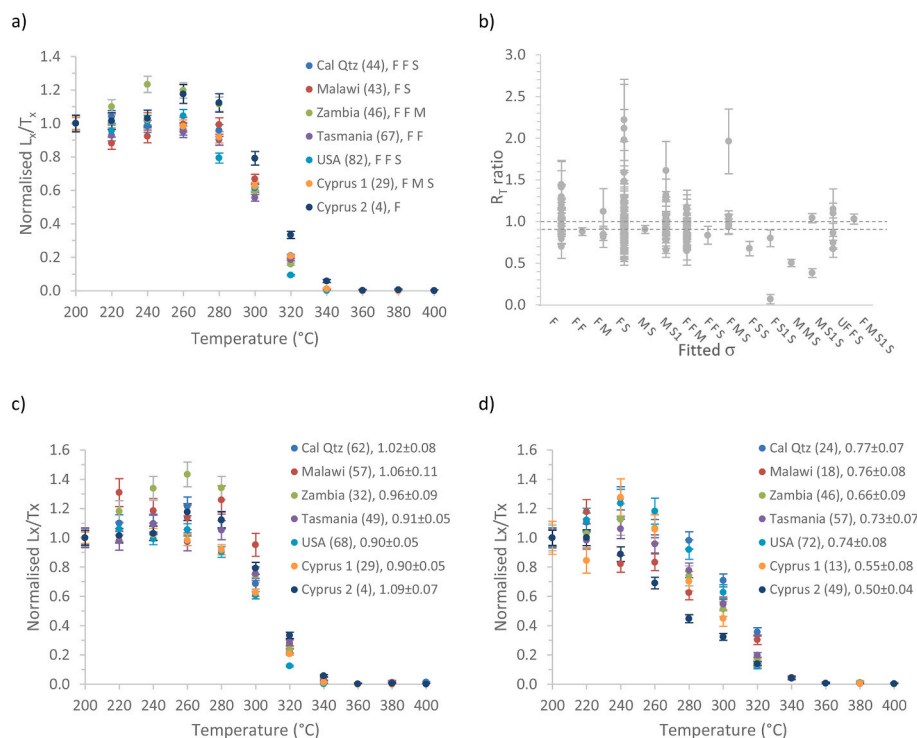 a)
Normalised Lx/Tx
1.4
1.2
1.0
0.8
0.6
0.4
0.2
0.0
200 220 240 260 280 300 320 340 360 380 400
Temperature (°C)
Cal Qtz (44), F F S
Malawi (43), F S
Zambia (46), F F M
Tasmania (67), F F
USA (82), F F S
Cyprus 1 (29), F M S
Cyprus 2 (4), F
b)
RT ratio
3.0
2.5
2.0
1.5
1.0
0.5
0.0
F
F F
F M
F S
M S
M S1
F F M
F F S
F M S
F S S
F S1 S
M M S
M S1 S
UF F S
F M S1 S
Fitted σ
c)
Normalised Lx/Tx
1.6
1.4
1.2
1.0
0.8
0.6
0.4
0.2
0.0
200 220 240 260 280 300 320 340 360 380 400
Temperature (°C)
Cal Qtz (62), 1.02±0.08
Malawi (57), 1.06±0.11
Zambia (32), 0.96±0.09
Tasmania (49), 0.91±0.05
USA (68), 0.90±0.05
Cyprus 1 (29), 0.90±0.05
Cyprus 2 (4), 1.09±0.07
d)
Normalised Lx/Tx
1.6
1.4
1.2
1.0
0.8
0.6
0.4
0.2
0.0
200 220 240 260 280 300 320 340 360 380 400
Temperature (°C)
Cal Qtz (24), 0.77±0.07
Malawi (18), 0.76±0.08
Zambia (46), 0.66±0.09
Tasmania (57), 0.73±0.07
USA (72), 0.74±0.08
Cyprus 1 (13), 0.55±0.08
Cyprus 2 (49), 0.50±0.04